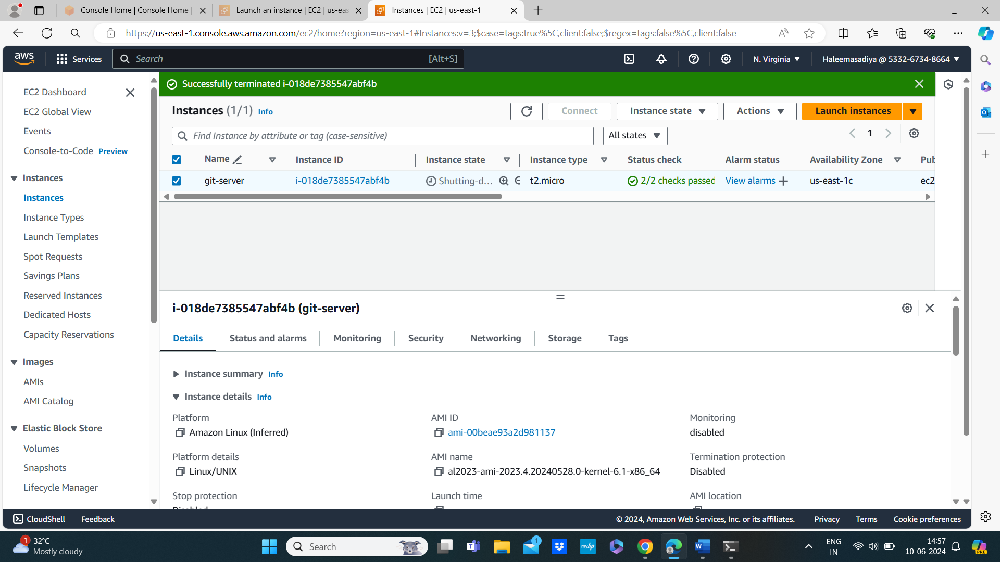 Console Home | Console Home |
Launch an instance | EC2 | us-eas
Instances | EC2 | us-east-1
https://us-east-1.console.aws.amazon.com/ec2/home?region=us-east-1#Instances:v=3;$case=tags:true%5C,client:false;$regex=tags:false%5C,client:false
aws
Services
Search
[Alt+S]
N. Virginia
Haleemasadiya @ 5332-6734-8664
EC2 Dashboard
EC2 Global View
Events
Console-to-Code Preview
Instances
Instances
Instance Types
Launch Templates
Spot Requests
Savings Plans
Reserved Instances
Dedicated Hosts
Capacity Reservations
Images
AMIs
AMI Catalog
Elastic Block Store
Volumes
Snapshots
Lifecycle Manager
Successfully terminated i-018de7385547abf4b
Instances (1/1) Info
Connect
Instance state
Actions
Launch instances
Find Instance by attribute or tag (case-sensitive)
All states
1
Name Instance ID Instance state Instance type Status check Alarm status Availability Zone Pub
git-server i-018de7385547abf4b Shutting-d... t2.micro 2/2 checks passed View alarms us-east-1c ec2
i-018de7385547abf4b (git-server)
Details Status and alarms Monitoring Security Networking Storage Tags
Instance summary Info
Instance details Info
Platform
Amazon Linux (Inferred)
AMI ID
ami-00beae93a2d981137
Monitoring
disabled
Platform details
Linux/UNIX
AMI name
al2023-ami-2023.4.20240528.0-kernel-6.1-x86_64
Termination protection
Disabled
Stop protection
Disabled
Launch time
AMI location
CloudShell
Feedback
© 2024, Amazon Web Services, Inc. or its affiliates.
Privacy
Terms
Cookie preferences
1
32°C
Mostly cloudy
Search
1
myhp
ENG
IN
14:57
10-06-2024
PRE